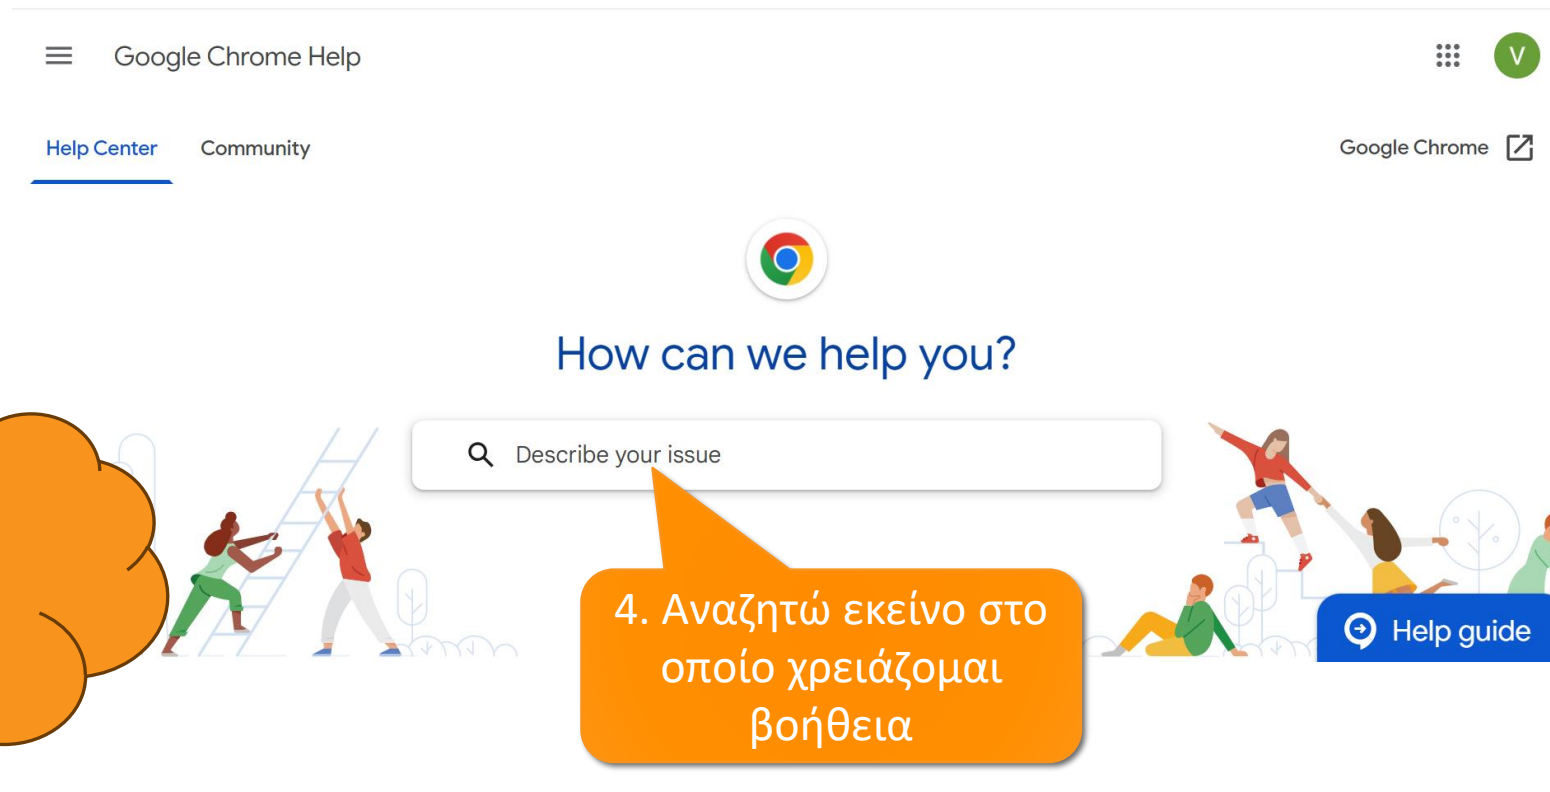 Google Chrome Help
V
Help Center
Community
Google Chrome
How can we help you?
Describe your issue
4. Αναζητώ εκείνο στο
οποίο χρειάζομαι
βοήθεια
Help guide